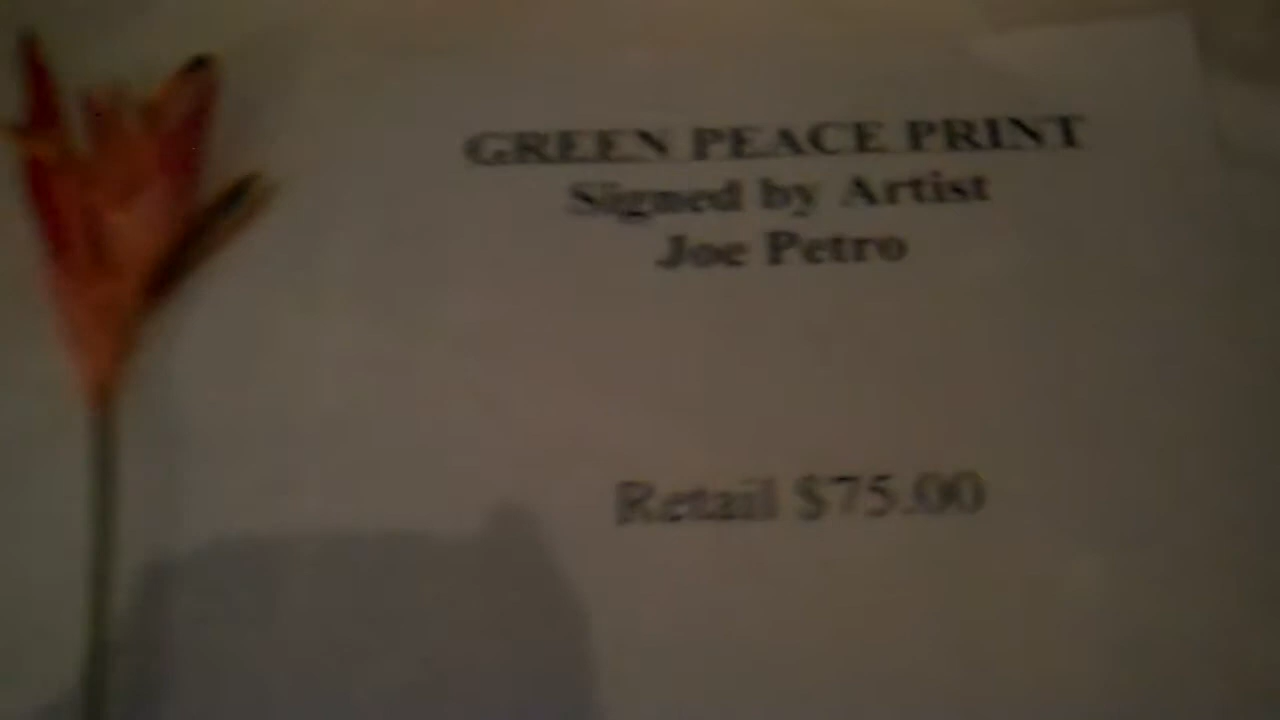 GREEN PEACE PRINT
Signed by Artist
Joe Petro
Retail $75.00